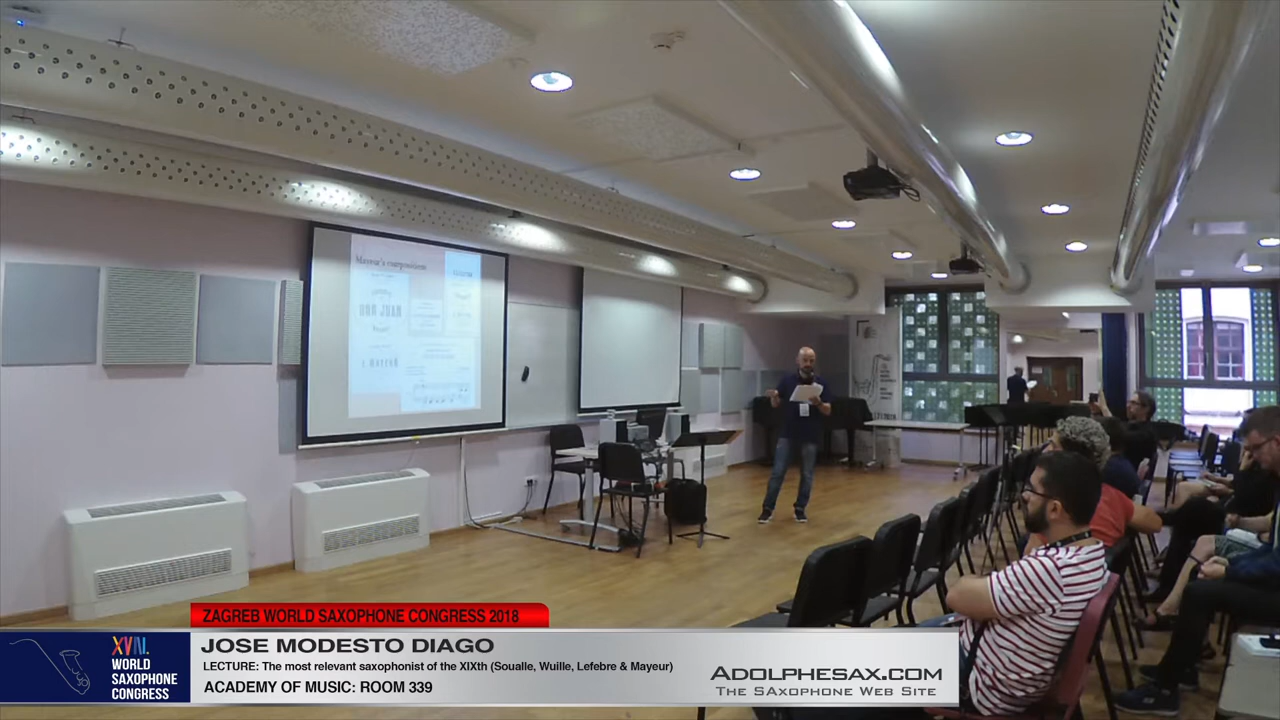 Mayeur's compositions
DON JUAN
MAYEUR
ZAGREB WORLD SAXOPHONE CONGRESS 2018
XVIII.
WORLD
SAXOPHONE
CONGRESS
JOSE MODESTO DIAGO
LECTURE: The most relevant saxophonist of the XIXth (Soualle, Wuille, Lefebre & Mayeur)
ACADEMY OF MUSIC: ROOM 339
ADOLPHESAX.COM
THE SAXOPHONE WEB SITE